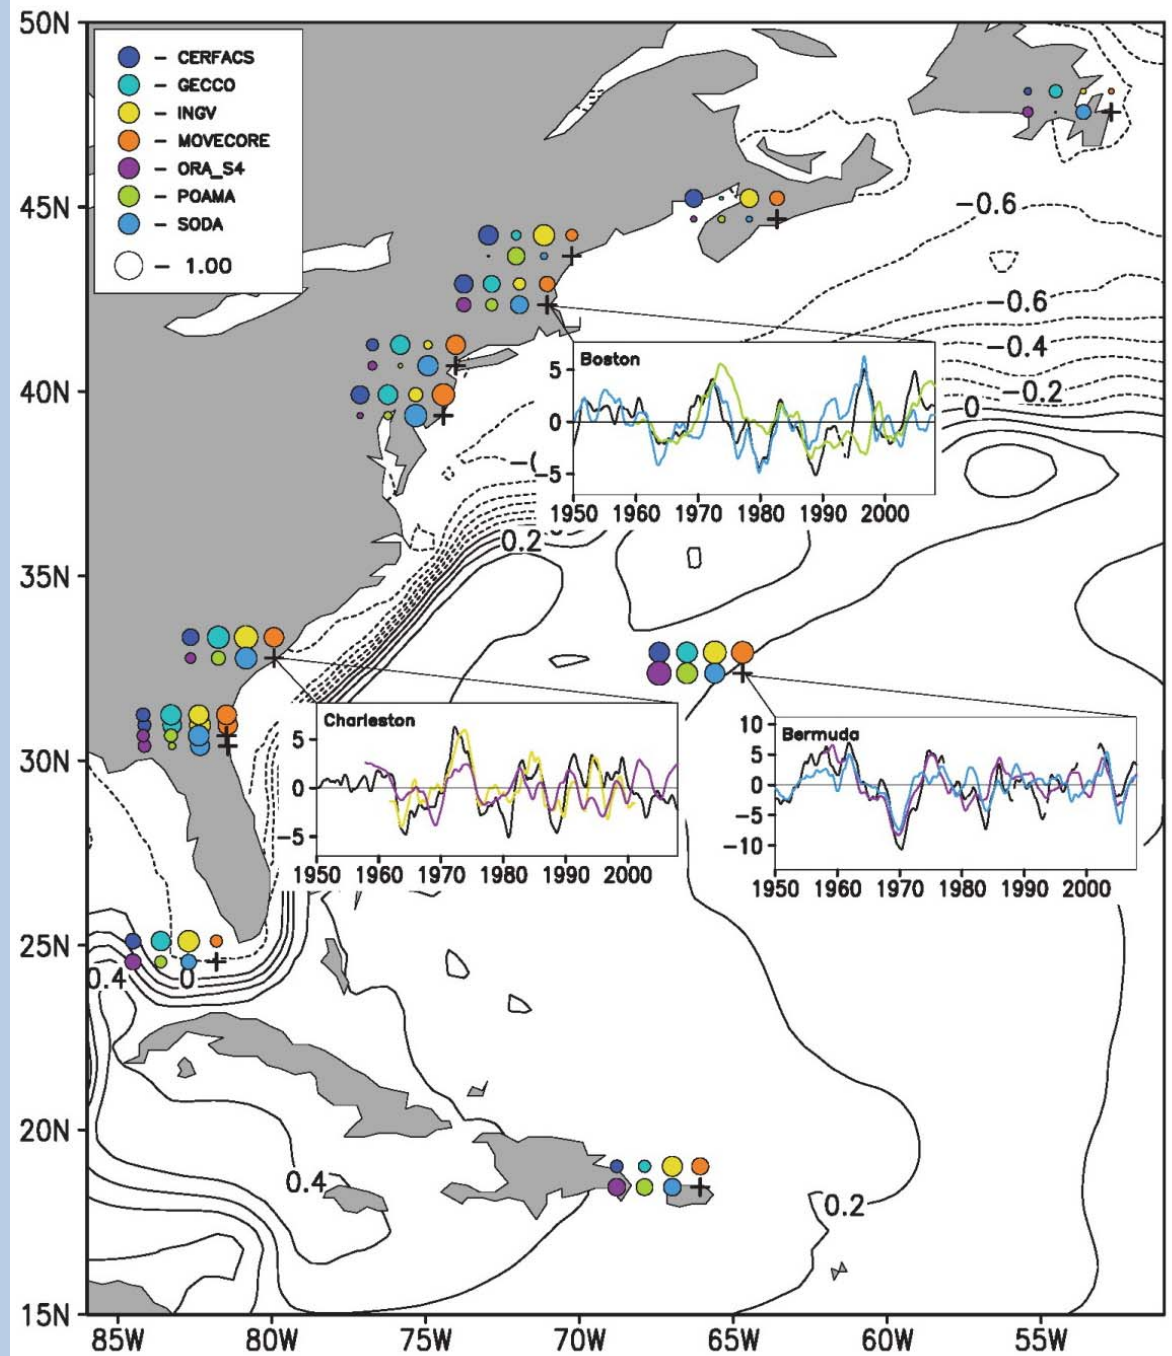 50N
- CERFACS
- GECCO
- INGV
- MOVECORE
- ORA_S4
- POAMA
- SODA
- 1.00
45N
-0.6
-0.6
-0.4
-0.2
0
40N
Boston
5
0
-5
1950 1960 1970 1980 1990 2000
0.2
35N
30N
Charleston
5
0
-5
1950 1960 1970 1980 1990 2000
Bermuda
10
5
0
-5
-10
1950 1960 1970 1980 1990 2000
25N
0.4
0
20N
0.4
0.2
15N
85W 80W 75W 70W 65W 60W 55W